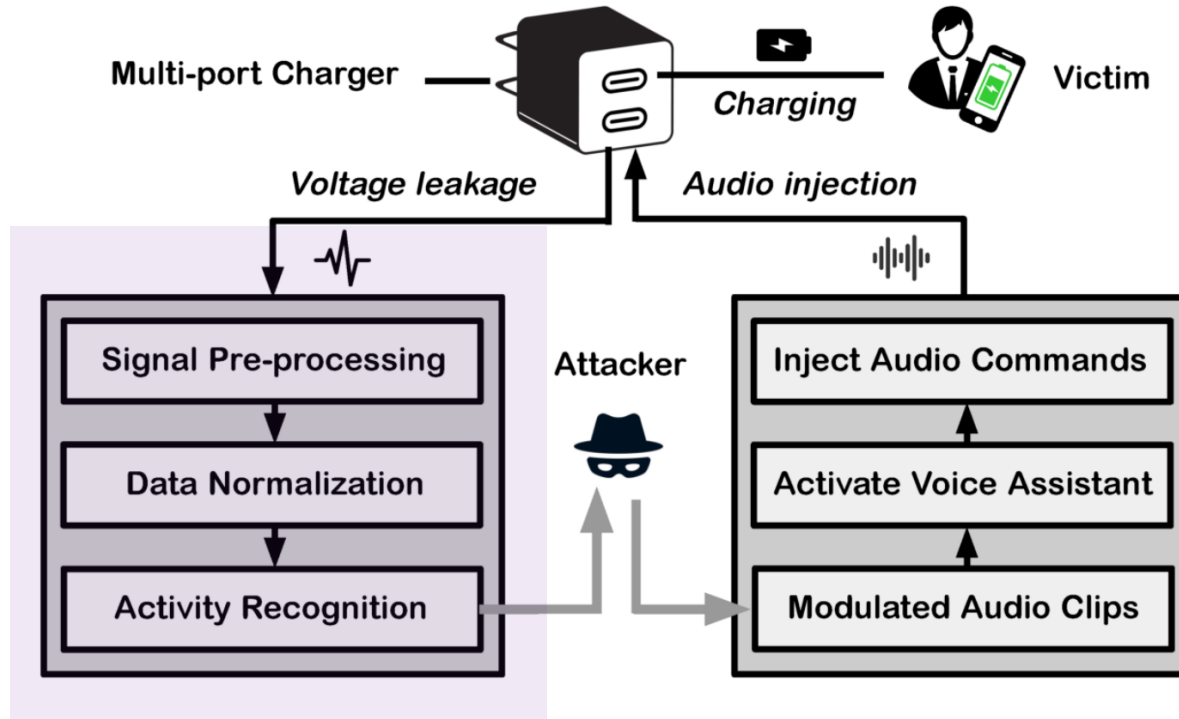 Multi-port Charger
Charging
Victim
Voltage leakage
Audio injection
Signal Pre-processing
Data Normalization
Activity Recognition
Attacker
Inject Audio Commands
Activate Voice Assistant
Modulated Audio Clips